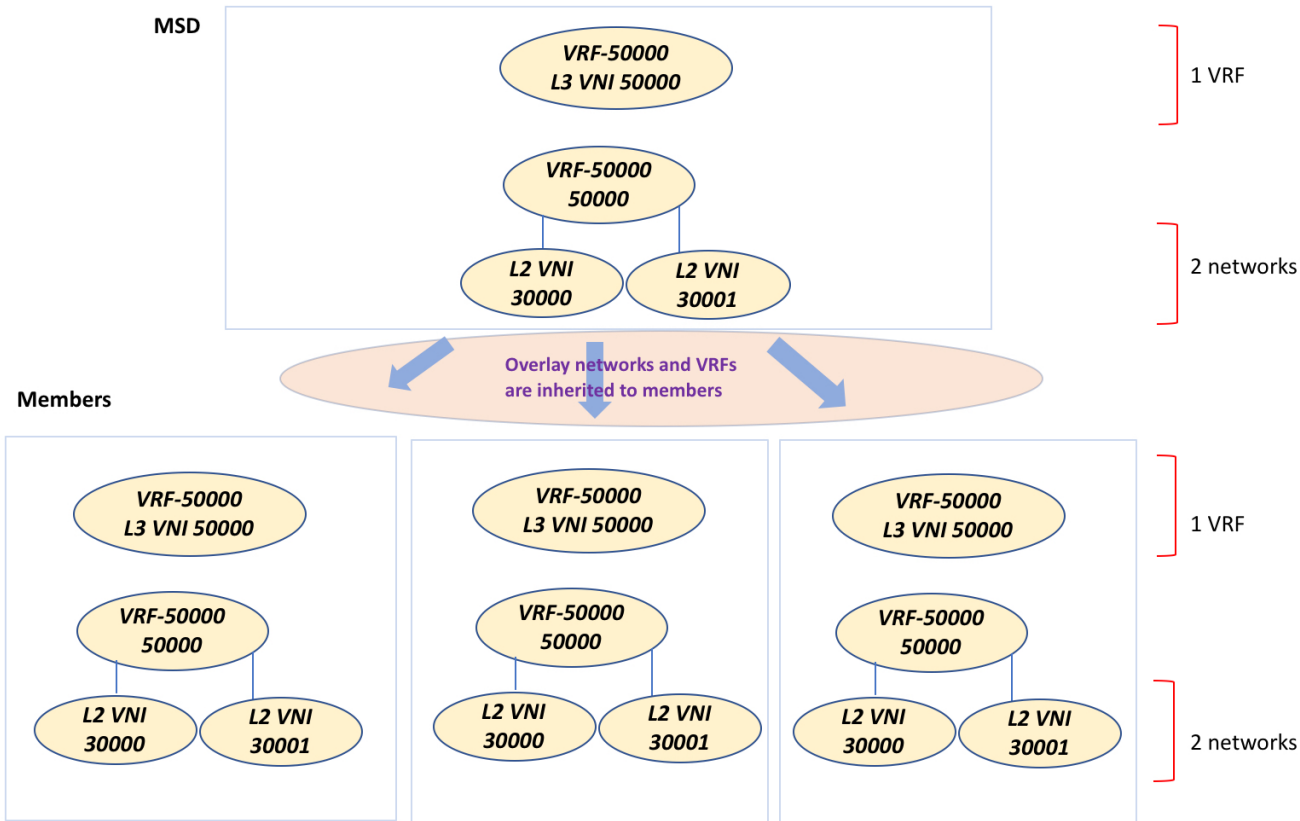 MSD
VRF-50000
L3 VNI 50000
1 VRF
VRF-50000
50000
L2 VNI
30000
L2 VNI
30001
2 networks
Overlay networks and VRFs
are inherited to members
Members
VRF-50000
L3 VNI 50000
VRF-50000
L3 VNI 50000
VRF-50000
L3 VNI 50000
1 VRF
VRF-50000
50000
VRF-50000
50000
VRF-50000
50000
L2 VNI
30000
L2 VNI
30001
L2 VNI
30000
L2 VNI
30001
L2 VNI
30000
L2 VNI
30001
2 networks